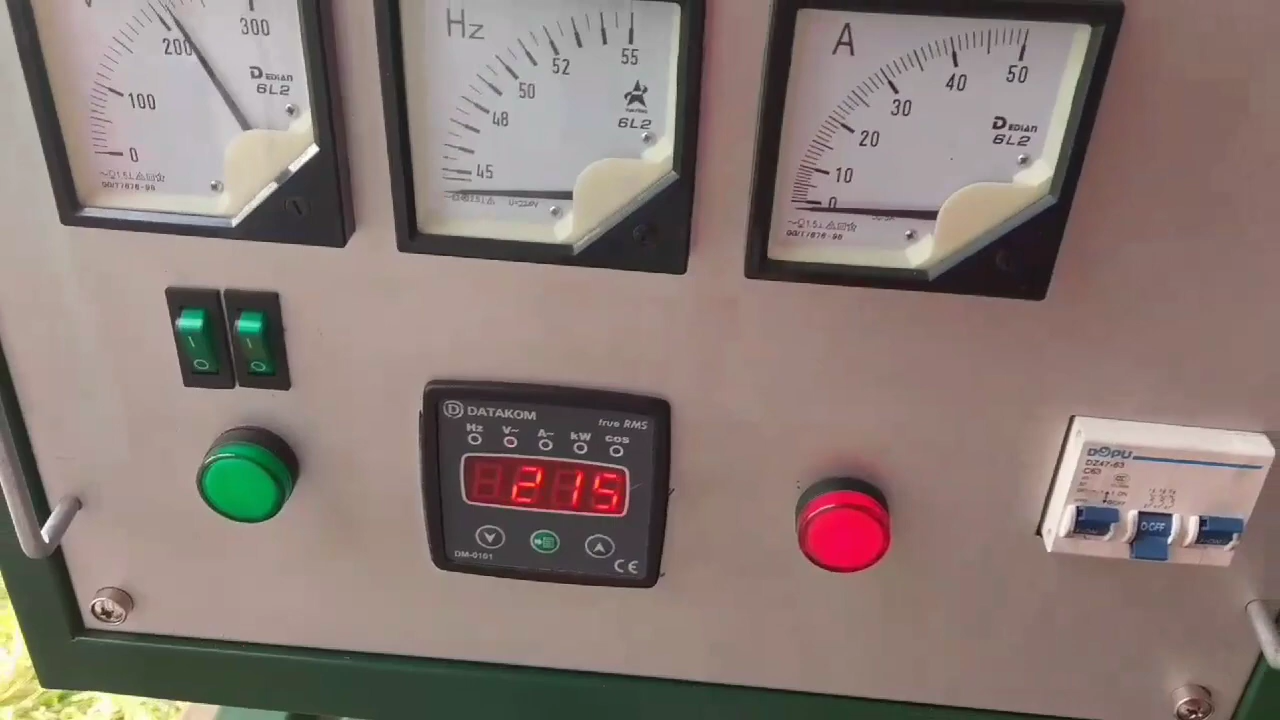 V
300
200
100
0
DEDIAN
6L2
Hz
55
52
50
48
45
6L2
A
50
40
30
20
10
0
DEDIAN
6L2
I
O
I
O
DATAKOM
true RMS
Hz V~ A~ kW cos
215
DM-0101
CE
DOPU
DZ47-63
C63
O OFF